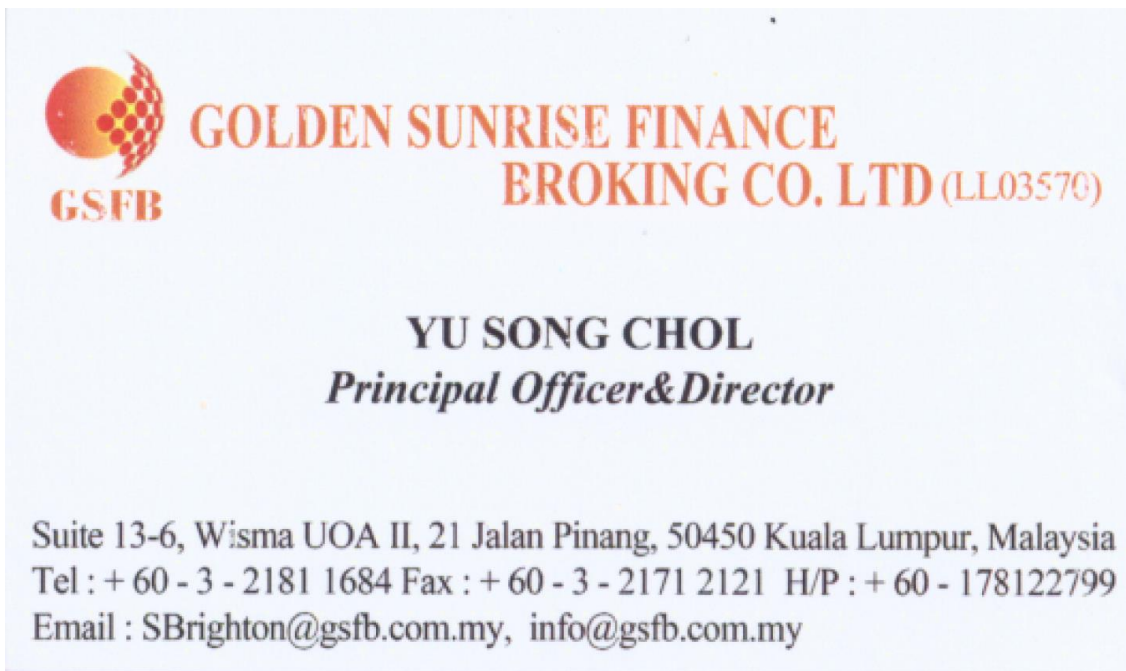 GOLDEN SUNRISE FINANCE
BROKING CO. LTD (LL03570)
GSFB
YU SONG CHOL
Principal Officer&Director
Suite 13-6, Wisma UOA II, 21 Jalan Pinang, 50450 Kuala Lumpur, Malaysia
Tel : + 60 - 3 - 2181 1684 Fax : + 60 - 3 - 2171 2121 H/P : + 60 - 178122799
Email : SBrighton@gsfb.com.my, info@gsfb.com.my